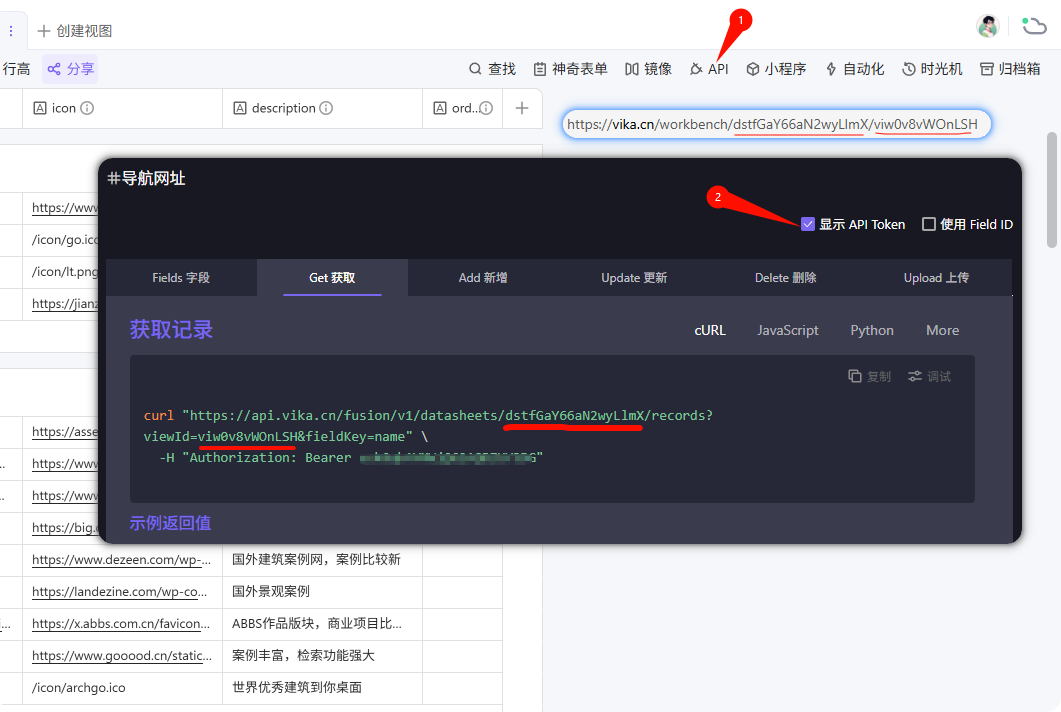 创建视图
行高 分享 查找 神奇表单 镜像 API 小程序 自动化 时光机 归档箱
1
icon description ord...
https://vika.cn/workbench/dstfGaY66aN2wyLlmX/viw0v8vWOnLSH
导航网址
2
显示 API Token 使用 Field ID
https://www
/icon/go.ico
/icon/lt.png
https://jianz
Fields 字段 Get 获取 Add 新增 Update 更新 Delete 删除 Upload 上传
获取记录 cURL JavaScript Python More
复制 调试
curl "https://api.vika.cn/fusion/v1/datasheets/dstfGaY66aN2wyLlmX/records?
viewId=viw0v8vWOnLSH&fieldKey=name" \
-H "Authorization: Bearer
示例返回值
https://asse
https://www
https://www
https://big.
https://www.dezeen.com/wp-... 国外建筑案例网，案例比较新
https://landezine.com/wp-co... 国外景观案例
https://x.abbs.com.cn/favicon... ABBS作品版块，商业项目比...
https://www.gooood.cn/static... 案例丰富，检索功能强大
/icon/archgo.ico 世界优秀建筑到你桌面